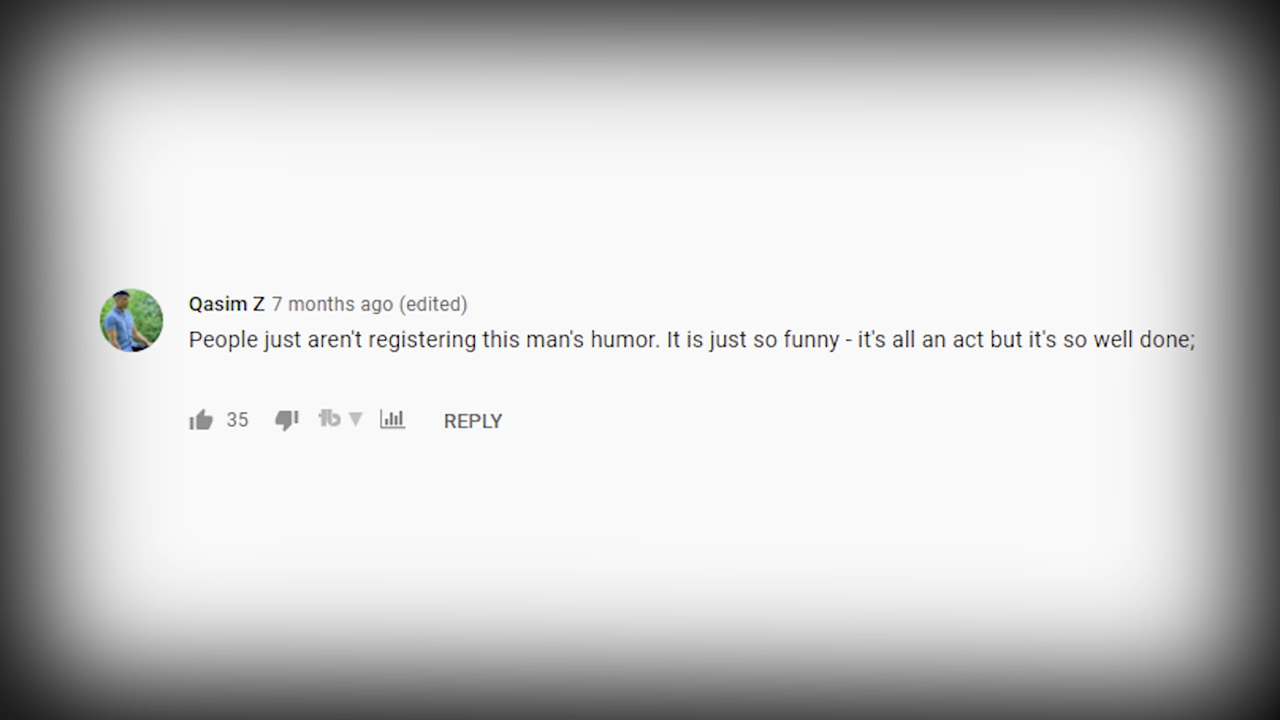 Qasim Z 7 months ago (edited)
People just aren't registering this man's humor. It is just so funny - it's all an act but it's so well done;
35 REPLY